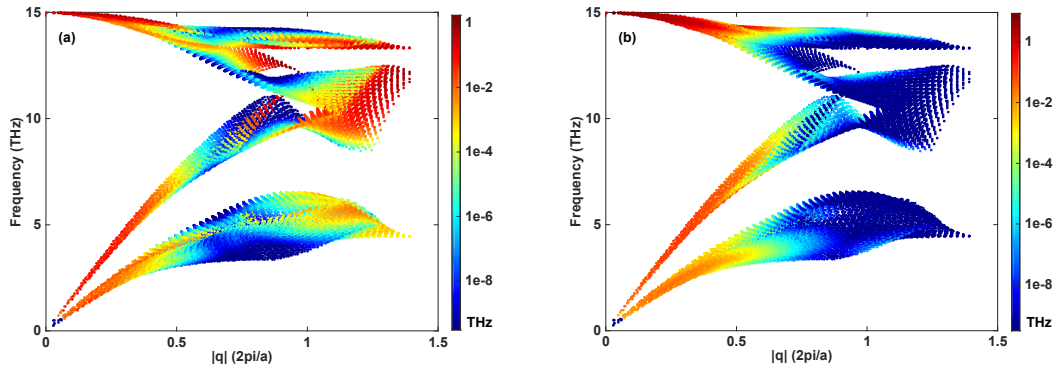 (a)
Frequency (THz)
15
10
5
0
0 0.5 1 1.5
|q| (2pi/a)
1
1e-2
1e-4
1e-6
1e-8
THz
(b)
Frequency (THz)
15
10
5
0
0 0.5 1 1.5
|q| (2pi/a)
1
1e-2
1e-4
1e-6
1e-8
THz